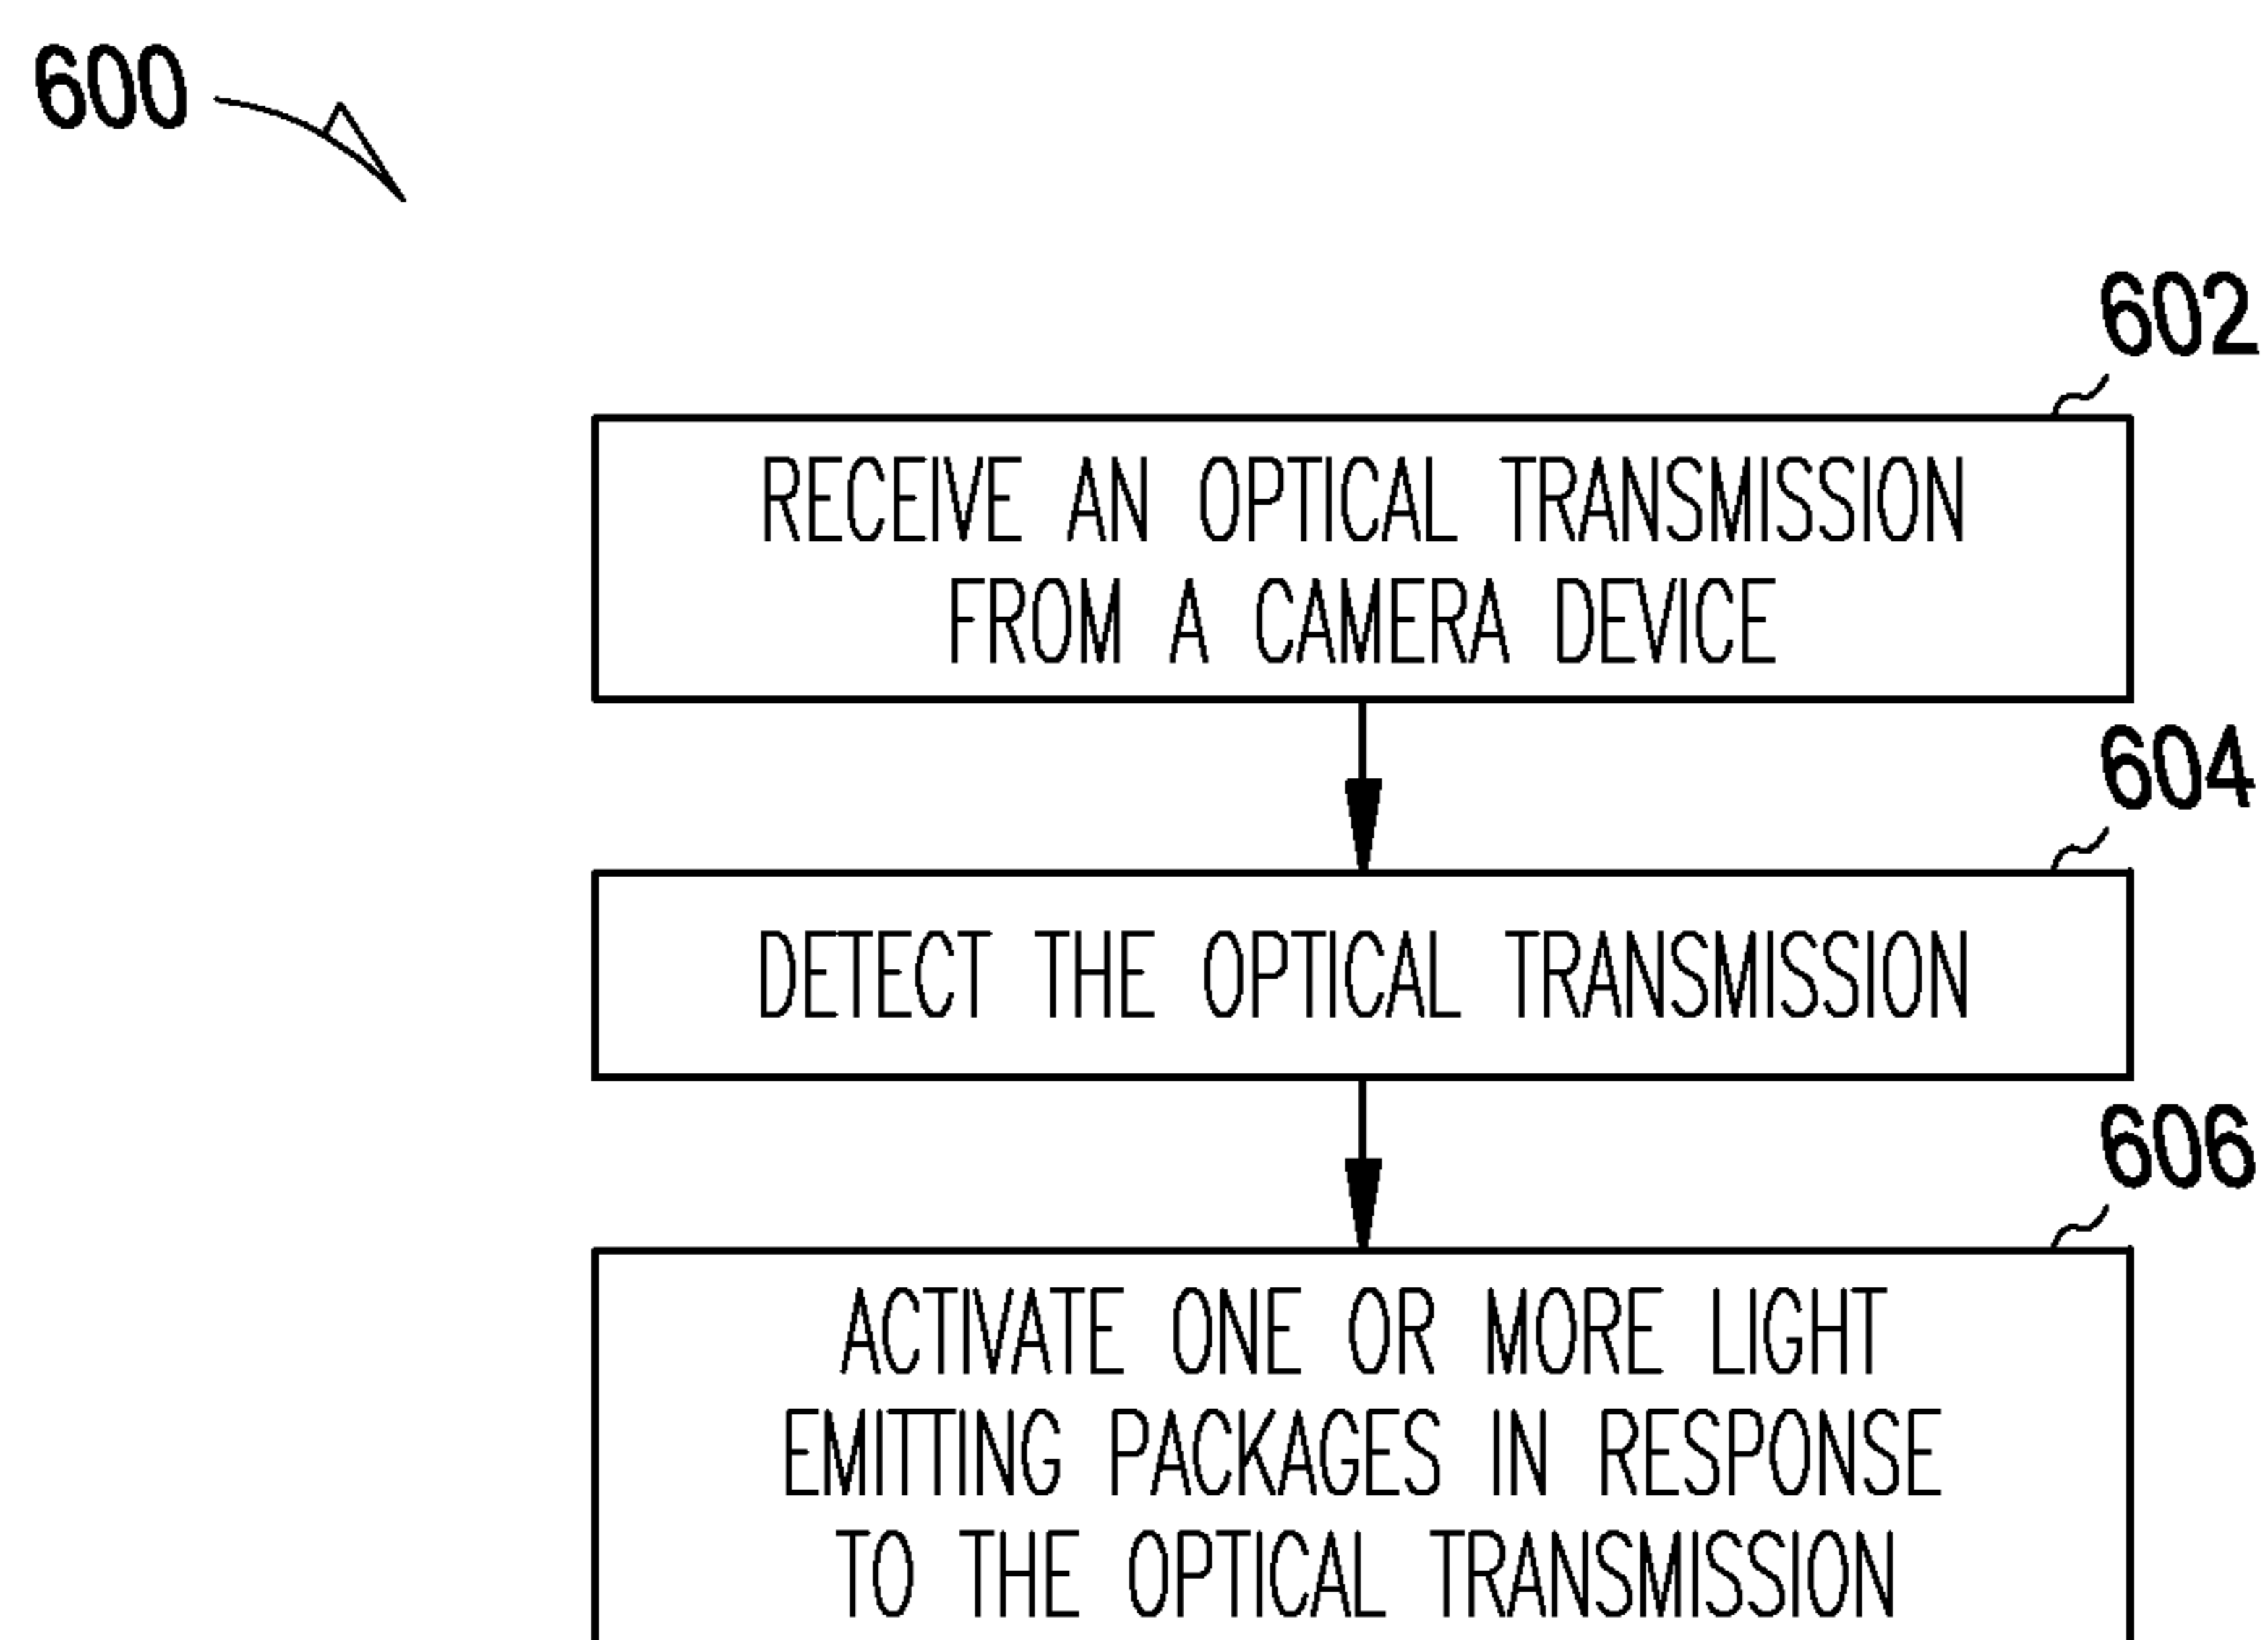 600
602
RECEIVE AN OPTICAL TRANSMISSION
FROM A CAMERA DEVICE
604
DETECT THE OPTICAL TRANSMISSION
606
ACTIVATE ONE OR MORE LIGHT
EMITTING PACKAGES IN RESPONSE
TO THE OPTICAL TRANSMISSION